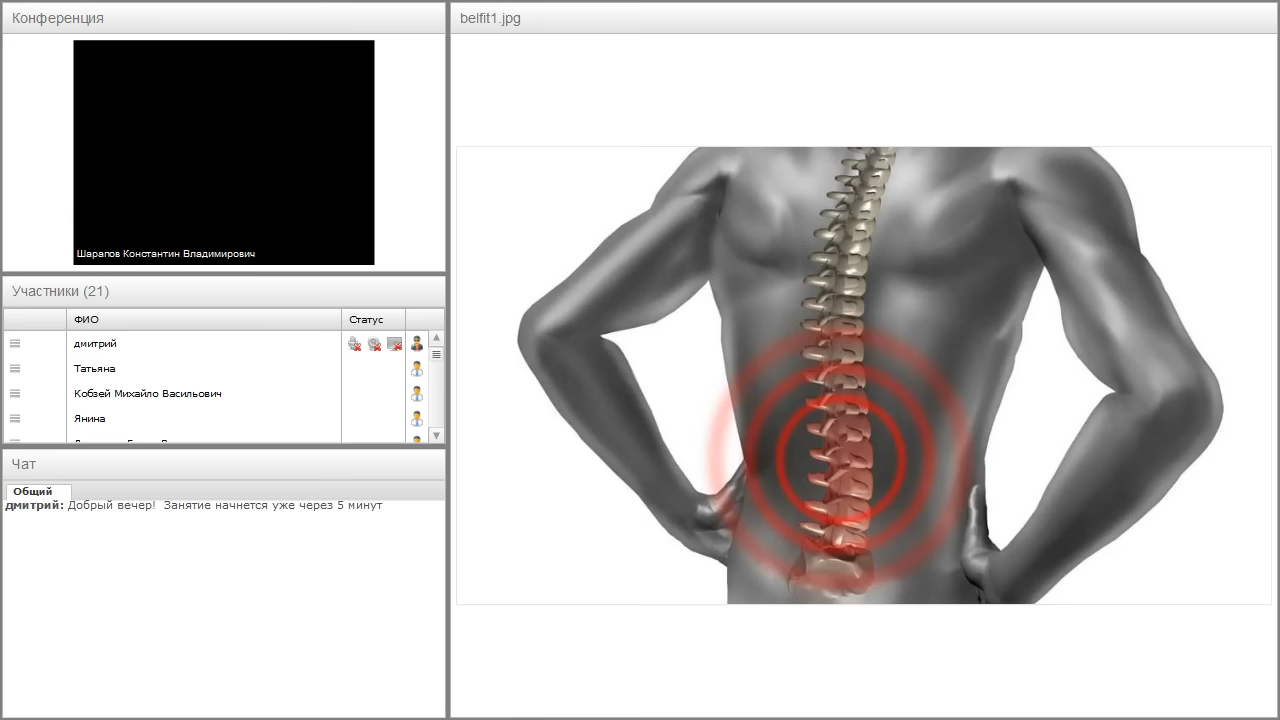 Конференция
Шарапов Константин Владимирович
Участники (21)
ФИО Статус
дмитрий
Татьяна
Кобзей Михайло Васильович
Янина
Чат
Общий
дмитрий: Добрый вечер! Занятие начнется уже через 5 минут
belfit1.jpg